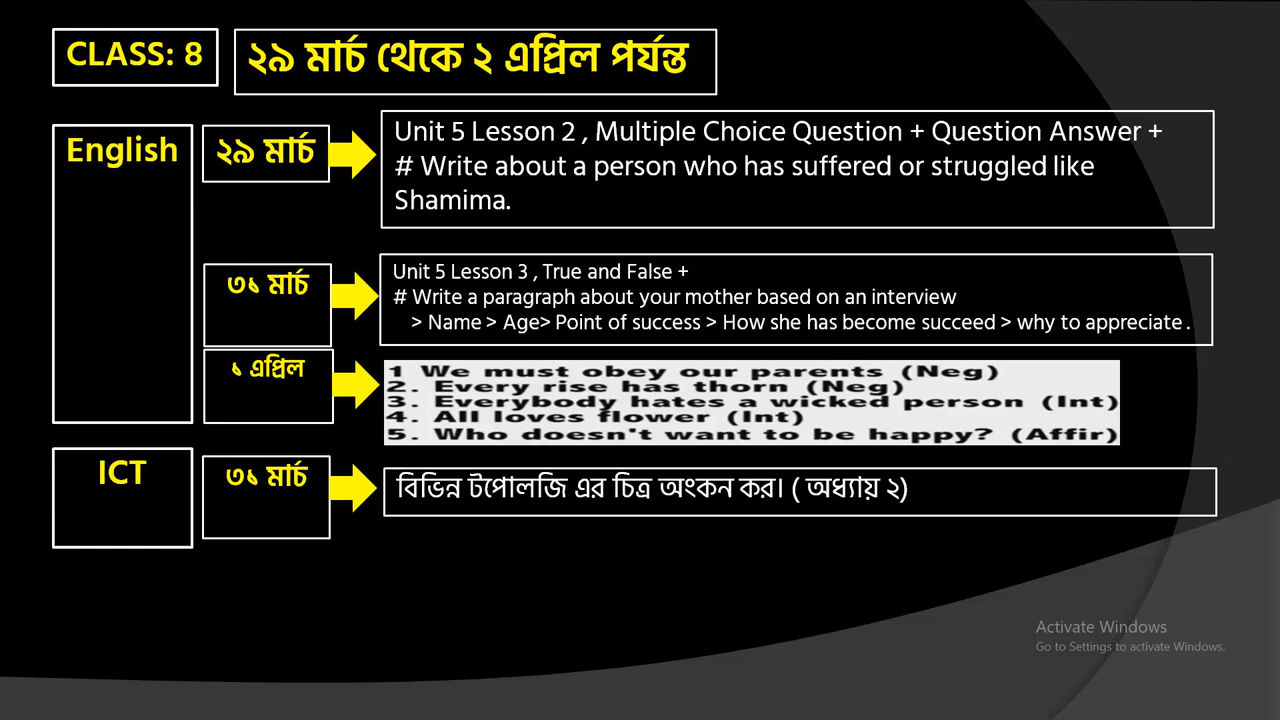 CLASS: 8
২৯ মার্চ থেকে ২ এপ্রিল পর্যন্ত
English
২৯ মার্চ
Unit 5 Lesson 2 , Multiple Choice Question + Question Answer +
# Write about a person who has suffered or struggled like
Shamima.
৩১ মার্চ
Unit 5 Lesson 3 , True and False +
# Write a paragraph about your mother based on an interview
> Name > Age> Point of success > How she has become succeed > why to appreciate .
১ এপ্রিল
1 We must obey our parents (Neg)
2. Every rise has thorn (Neg)
3. Everybody hates a wicked person (Int)
4. All loves flower (Int)
5. Who doesn't want to be happy? (Affir)
ICT
৩১ মার্চ
বিভিন্ন টপোলজি এর চিত্র অংকন কর। ( অধ্যায় ২)
Activate Windows
Go to Settings to activate Windows.